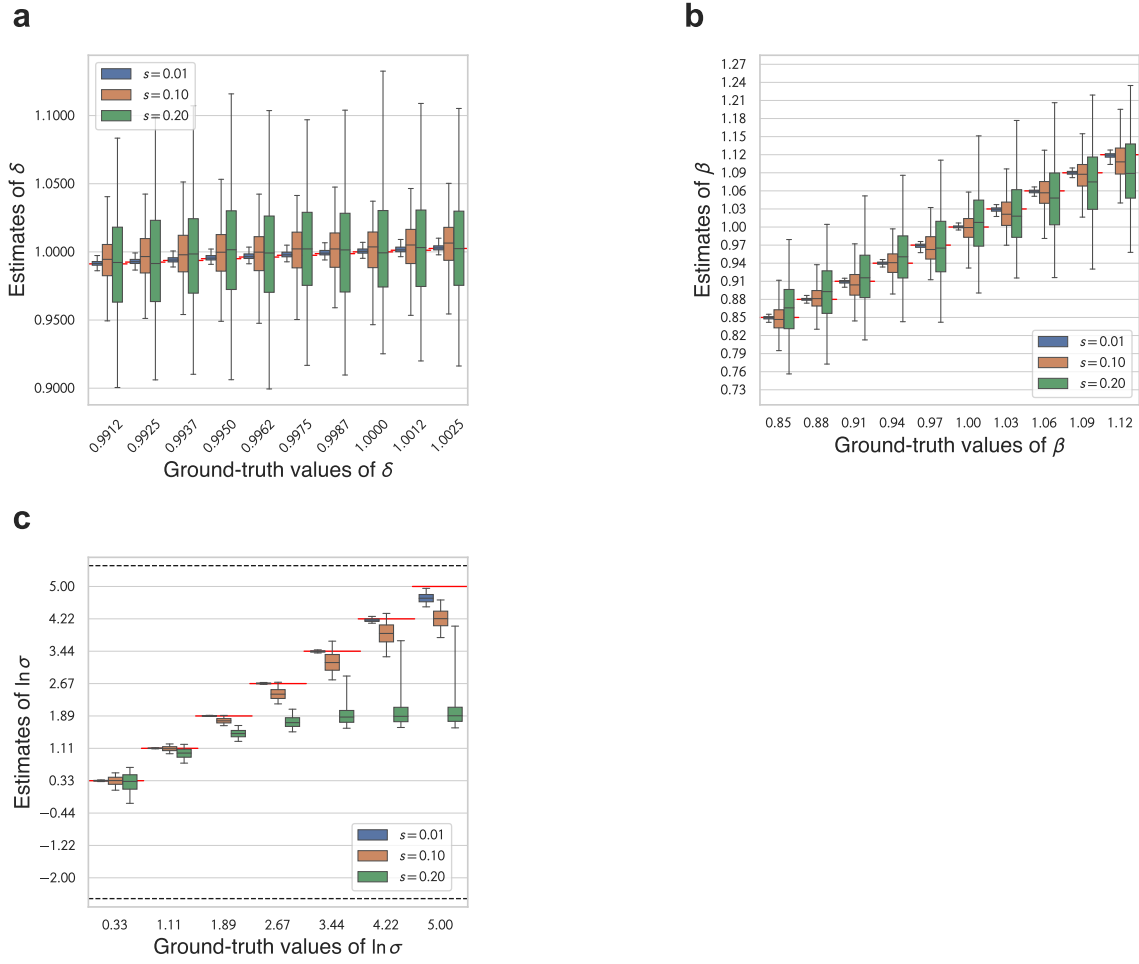 a
s = 0.01
s = 0.10
s = 0.20
1.1000
1.0500
1.0000
0.9500
0.9000
Estimates of δ
0.9912
0.9925
0.9937
0.9950
0.9962
0.9975
0.9987
1.0000
1.0012
1.0025
Ground-truth values of δ
b
1.27
1.24
1.21
1.18
1.15
1.12
1.09
1.06
1.03
1.00
0.97
0.94
0.91
0.88
0.85
0.82
0.79
0.76
0.73
Estimates of β
s = 0.01
s = 0.10
s = 0.20
0.85 0.88 0.91 0.94 0.97 1.00 1.03 1.06 1.09 1.12
Ground-truth values of β
c
5.00
4.22
3.44
2.67
1.89
1.11
0.33
−0.44
−1.22
−2.00
Estimates of ln σ
s = 0.01
s = 0.10
s = 0.20
0.33 1.11 1.89 2.67 3.44 4.22 5.00
Ground-truth values of ln σ